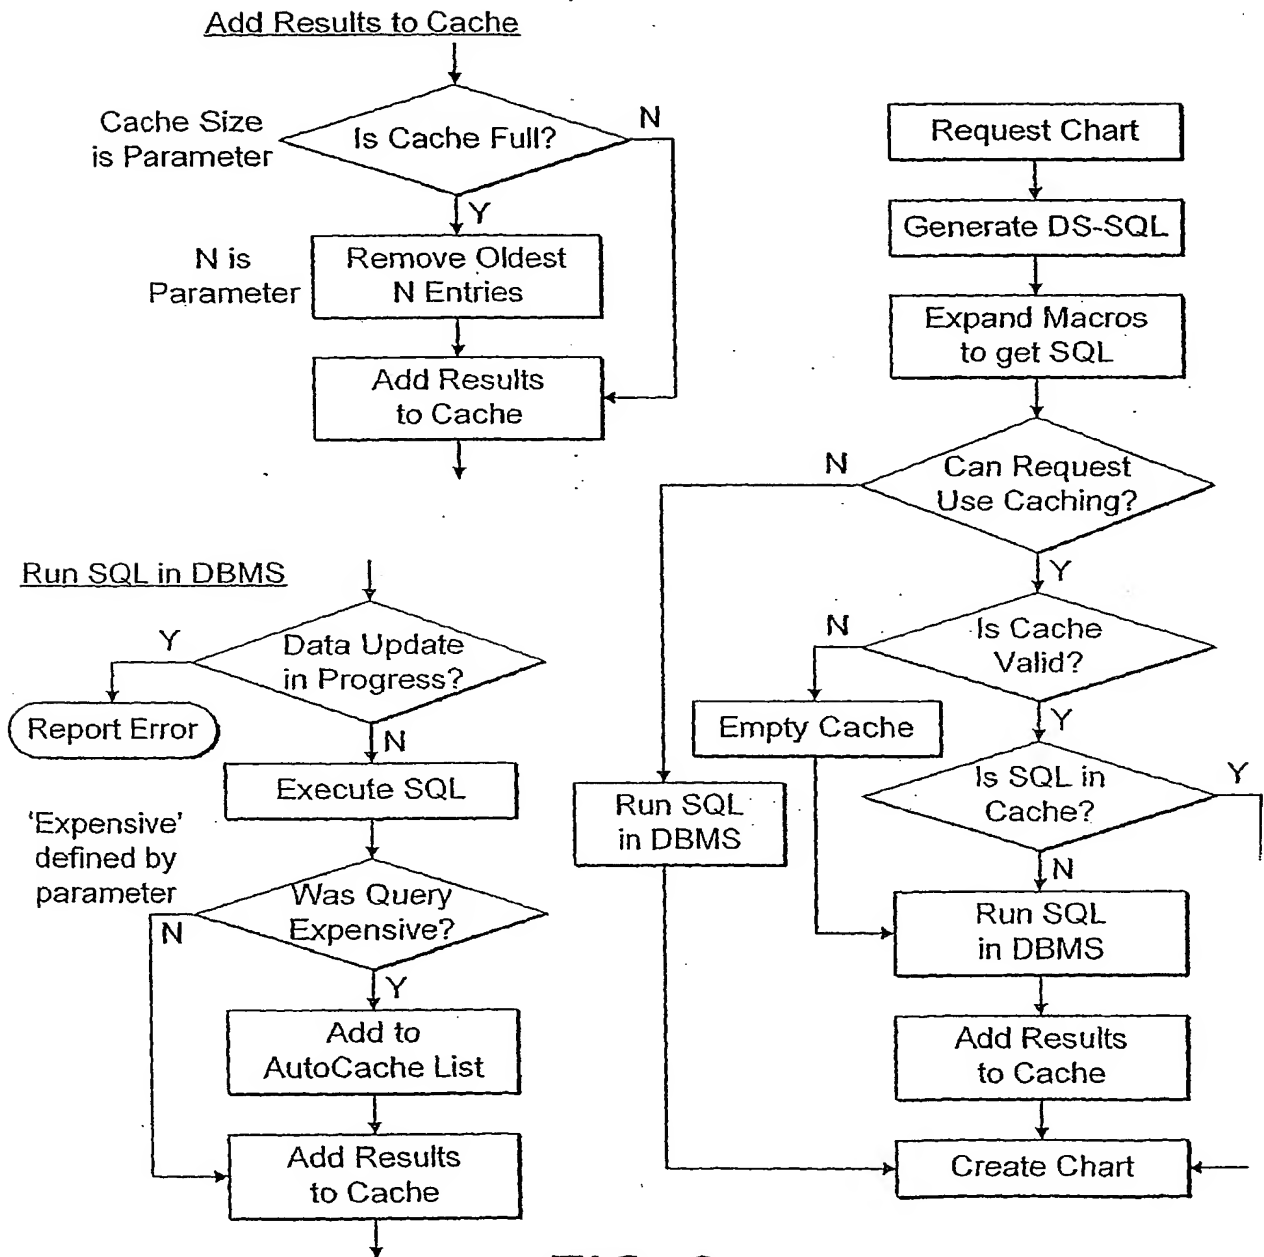 Add Results to Cache
Cache Size
is Parameter
Is Cache Full?
N
Y
N is
Parameter
Remove Oldest
N Entries
Add Results
to Cache
Run SQL in DBMS
Data Update
in Progress?
Y
Report Error
N
Execute SQL
'Expensive'
defined by
parameter
Was Query
Expensive?
N
Y
Add to
AutoCache List
Add Results
to Cache
Request Chart
Generate DS-SQL
Expand Macros
to get SQL
Can Request
Use Caching?
N
Y
Is Cache
Valid?
N
Y
Empty Cache
Is SQL in
Cache?
Y
N
Run SQL
in DBMS
Run SQL
in DBMS
Add Results
to Cache
Create Chart